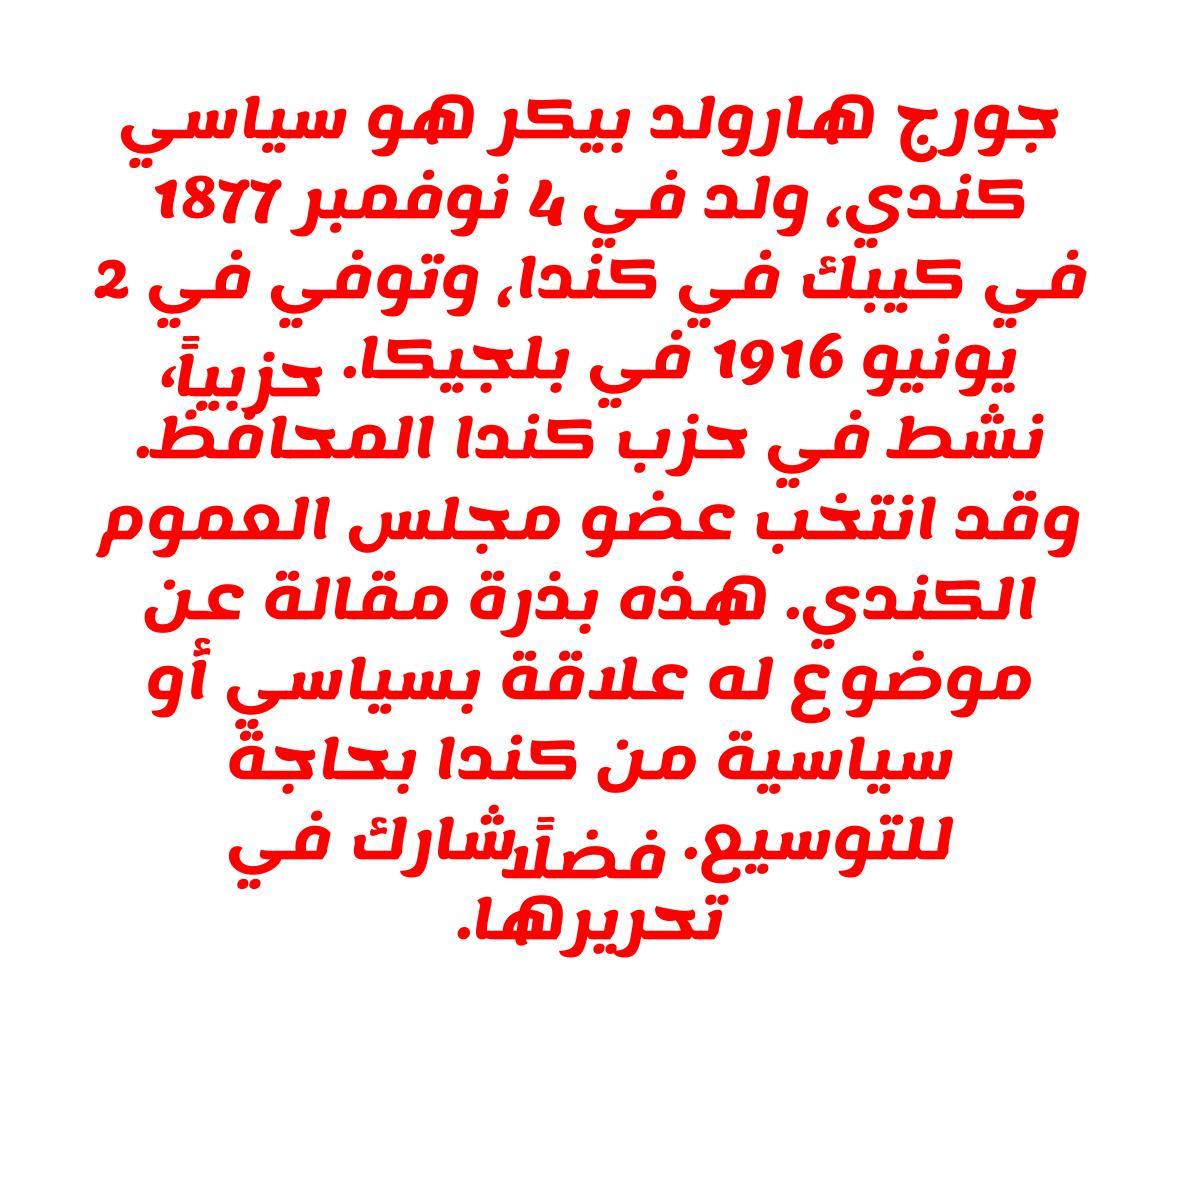 جورج هارولد بيكر هو سياسي
كندي، ولد في 4 نوفمبر 1877
في كيبك في كندا، وتوفي في 2
يونيو 1916 في بلجيكا. حزبياً،
نشط في حزب كندا المحافظ.
وقد انتخب عضو مجلس العموم
الكندي. هذه بذرة مقالة عن
موضوع له علاقة بسياسي أو
سياسية من كندا بحاجة
للتوسيع. فضلًا شارك في
تحريرها.